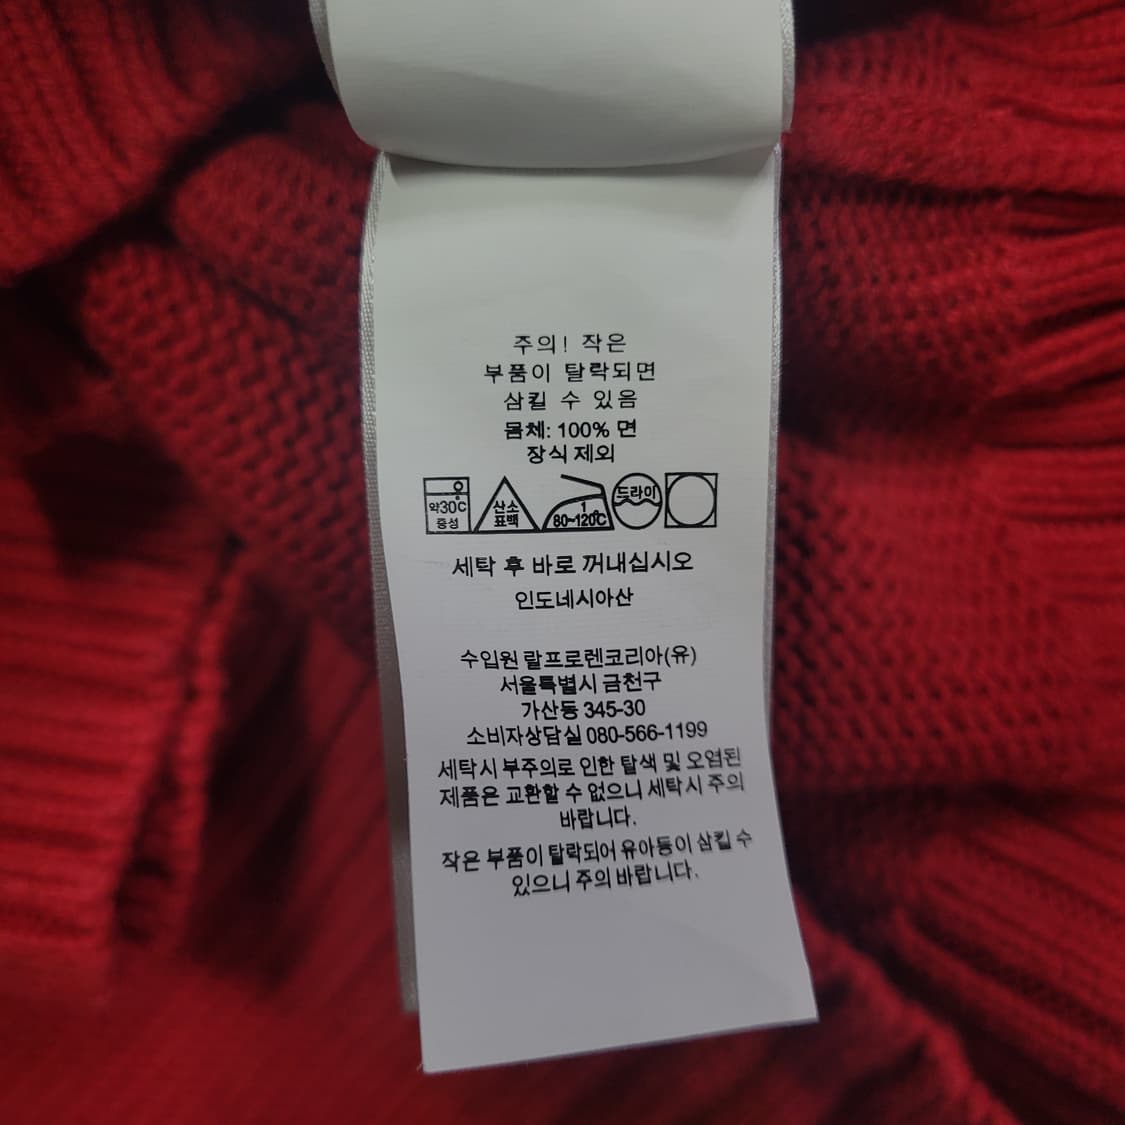 주의! 작은
부품이 탈락되면
삼킬 수 있음
몸체: 100% 면
장식 제외
약30℃
중성
산소
표백
1
80~120℃
드라이
세탁 후 바로 꺼내십시오
인도네시아산
수입원 랄프로렌코리아(유)
서울특별시 금천구
가산동 345-30
소비자상담실 080-566-1199
세탁시 부주의로 인한 탈색 및 오염된
제품은 교환할 수 없으니 세탁시 주의
바랍니다.
작은 부품이 탈락되어 유아등이 삼킬 수
있으니 주의 바랍니다.